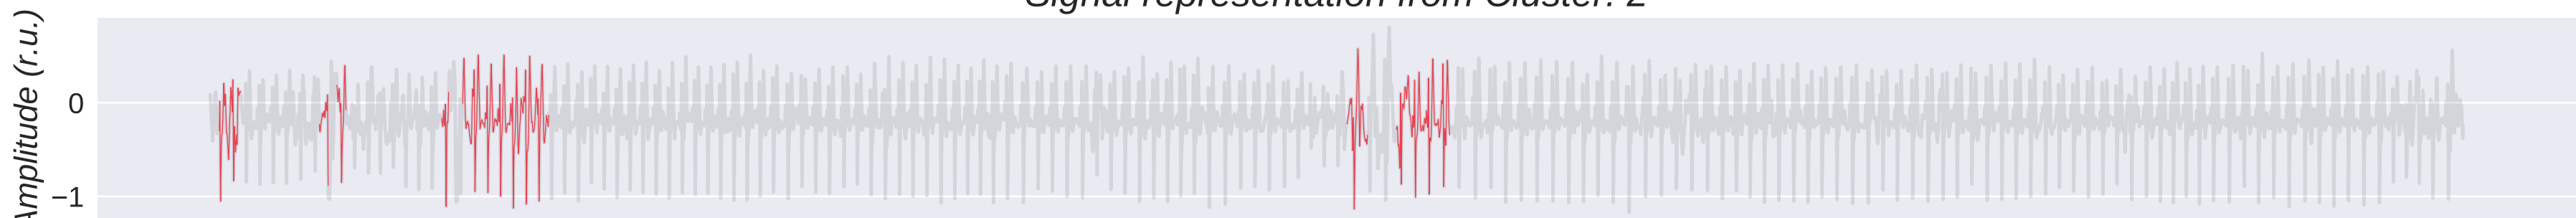 Signal representation from Cluster: 2
Amplitude (r.u.)
0
−1